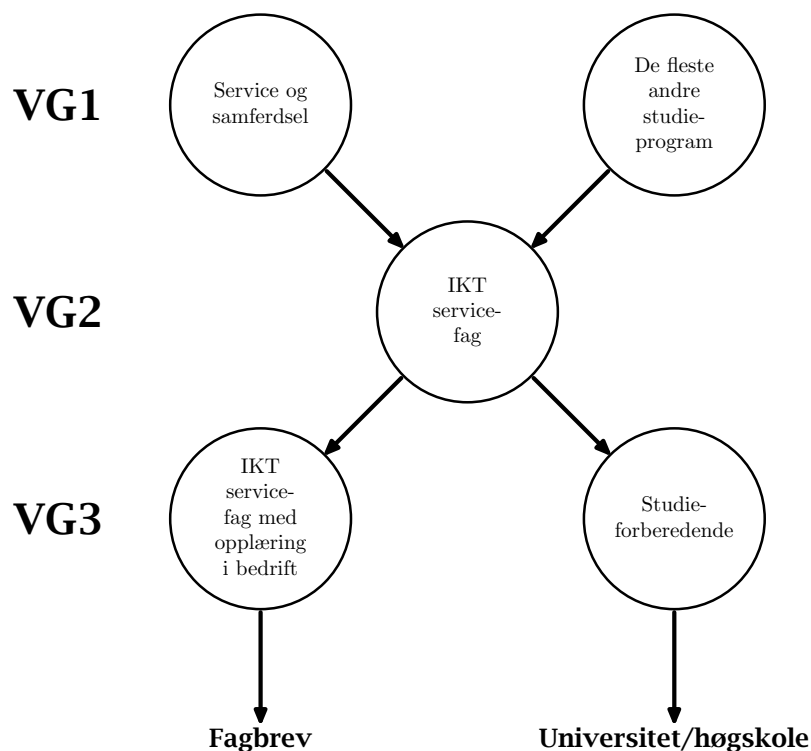 VG1
Service og
samferdsel
De fleste
andre
studie-
program
VG2
IKT
service-
fag
VG3
IKT
service-
fag med
opplæring
i bedrift
Studie-
forberedende
Fagbrev
Universitet/høgskole